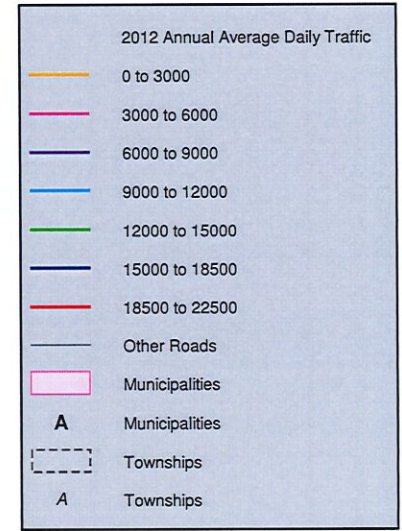 2012 Annual Average Daily Traffic
0 to 3000
3000 to 6000
6000 to 9000
9000 to 12000
12000 to 15000
15000 to 18500
18500 to 22500
Other Roads
Municipalities
A Municipalities
Townships
A Townships